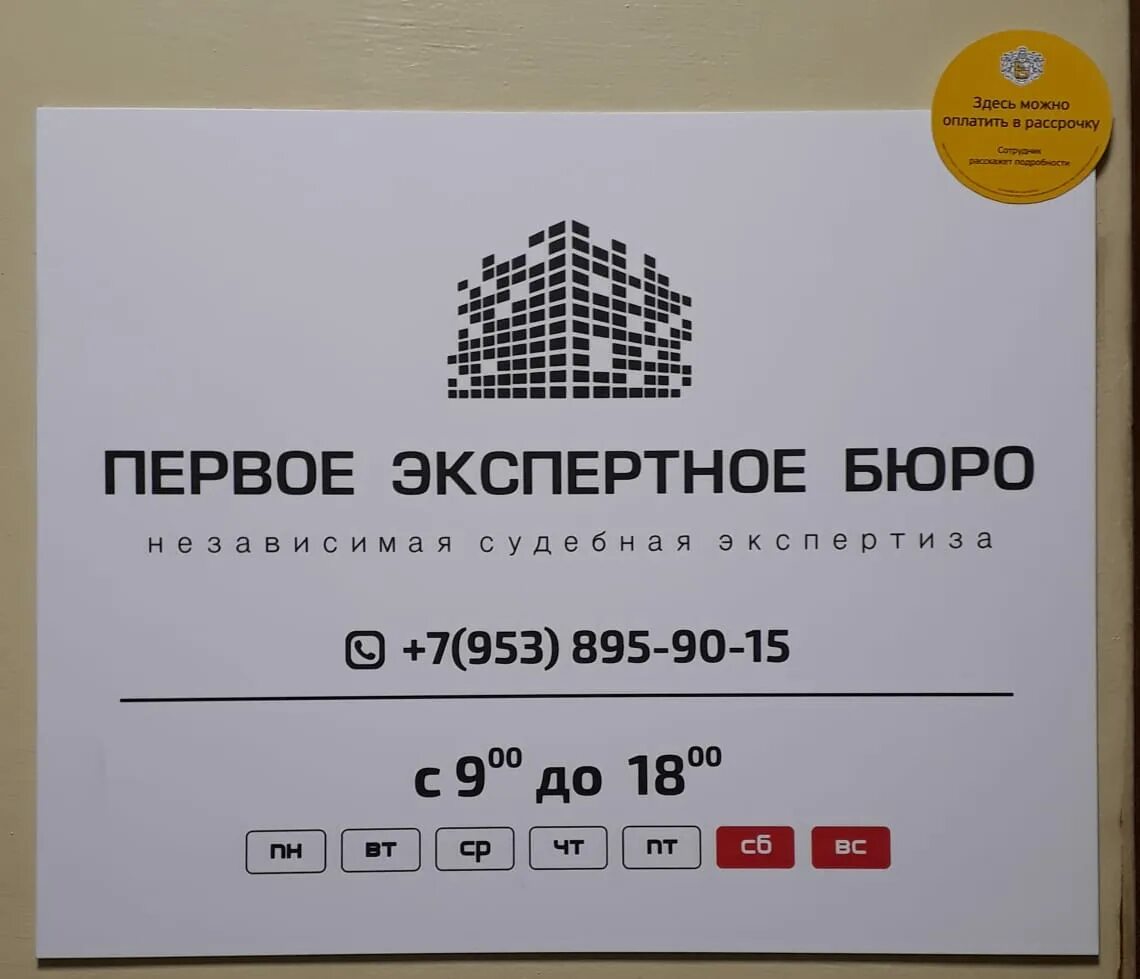 Здесь можно
оплатить в рассрочку
Сотрудник
расскажет подробности
ПЕРВОЕ ЭКСПЕРТНОЕ БЮРО
независимая судебная экспертиза
+7(953) 895-90-15
с 9⁰⁰ до 18⁰⁰
пн вт ср чт пт сб вс